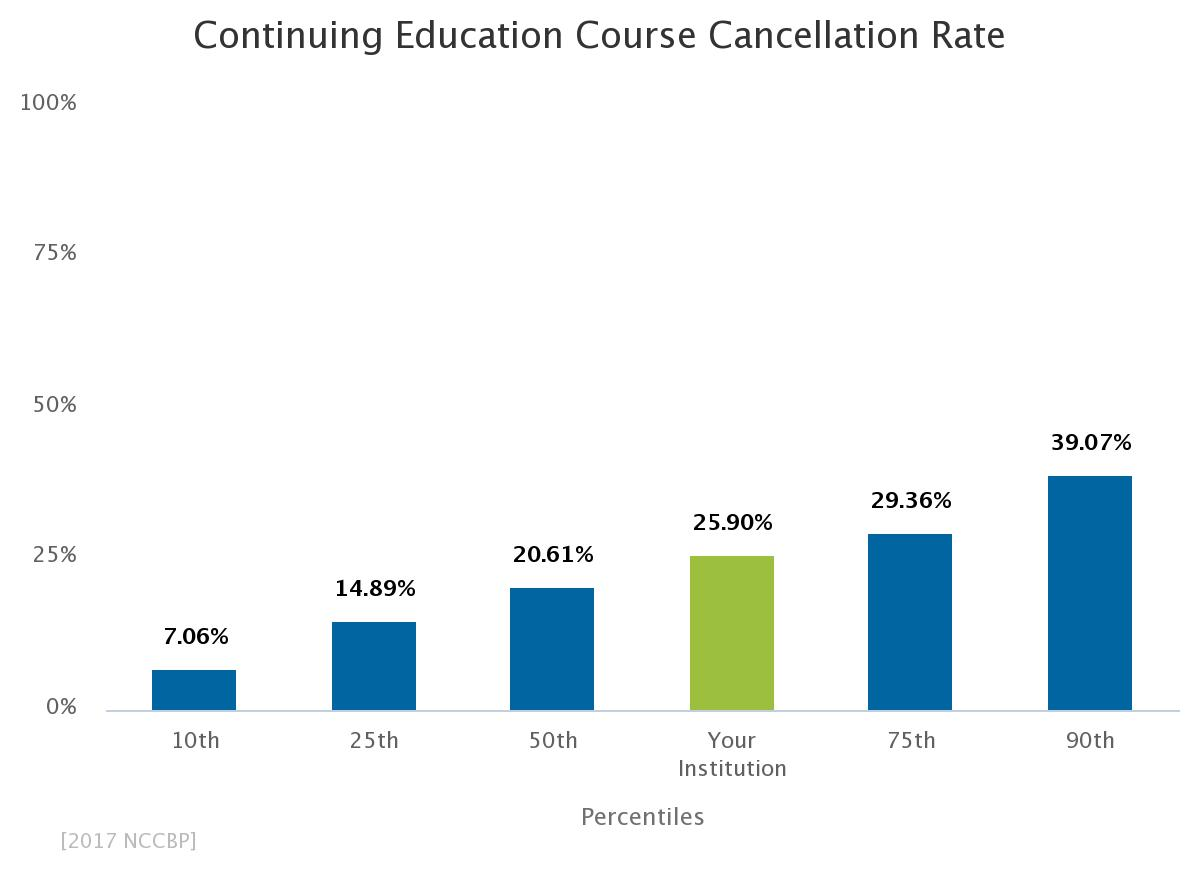 Continuing Education Course Cancellation Rate
100%
75%
50%
25%
0%
7.06%
14.89%
20.61%
25.90%
29.36%
39.07%
10th
25th
50th
Your
Institution
75th
90th
Percentiles
[2017 NCCBP]